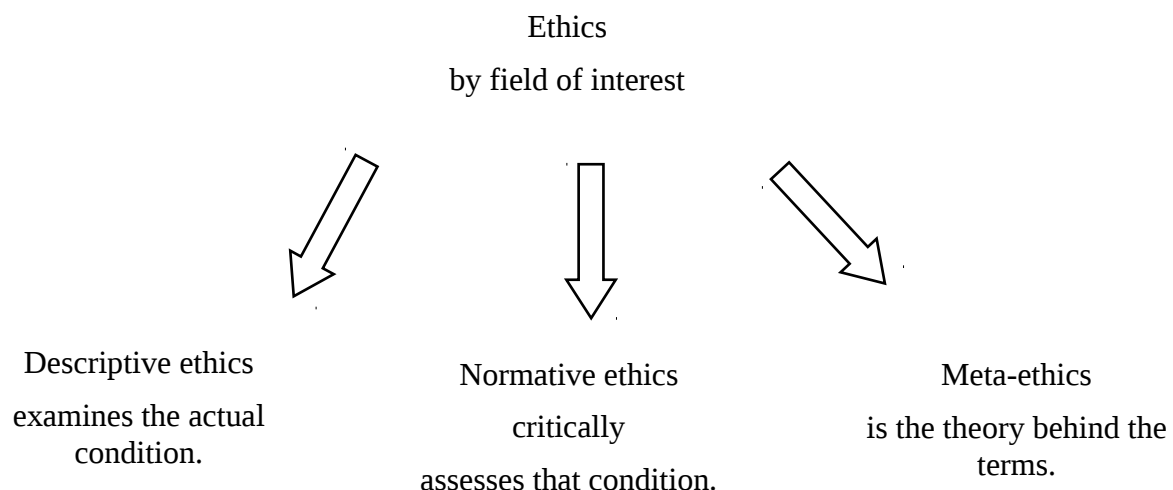 Ethics
by field of interest
Descriptive ethics
examines the actual
condition.
Normative ethics
critically
assesses that condition.
Meta-ethics
is the theory behind the
terms.